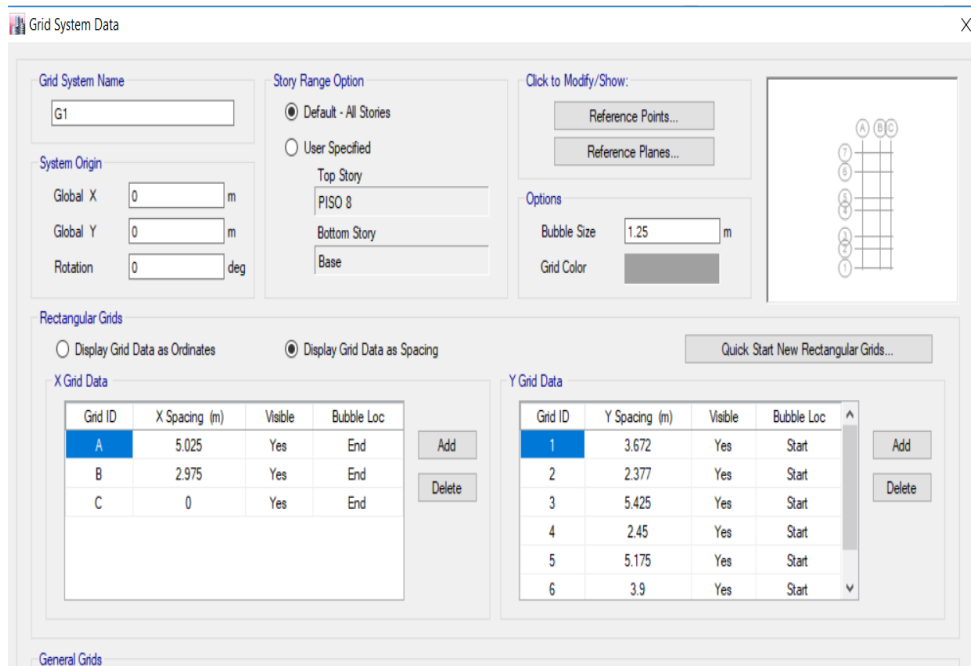 Grid System Data
X
Grid System Name
G1
System Origin
Global X 0 m
Global Y 0 m
Rotation 0 deg
Story Range Option
Default - All Stories
User Specified
Top Story
PISO 8
Bottom Story
Base
Click to Modify/Show:
Reference Points...
Reference Planes...
Options
Bubble Size 1.25 m
Grid Color
A B C
7
6
5
4
3
2
1
Rectangular Grids
Display Grid Data as Ordinates Display Grid Data as Spacing Quick Start New Rectangular Grids...
X Grid Data
Grid ID X Spacing (m) Visible Bubble Loc
A 5.025 Yes End
B 2.975 Yes End
C 0 Yes End
Add
Delete
Y Grid Data
Grid ID Y Spacing (m) Visible Bubble Loc
1 3.672 Yes Start
2 2.377 Yes Start
3 5.425 Yes Start
4 2.45 Yes Start
5 5.175 Yes Start
6 3.9 Yes Start
Add
Delete
General Grids